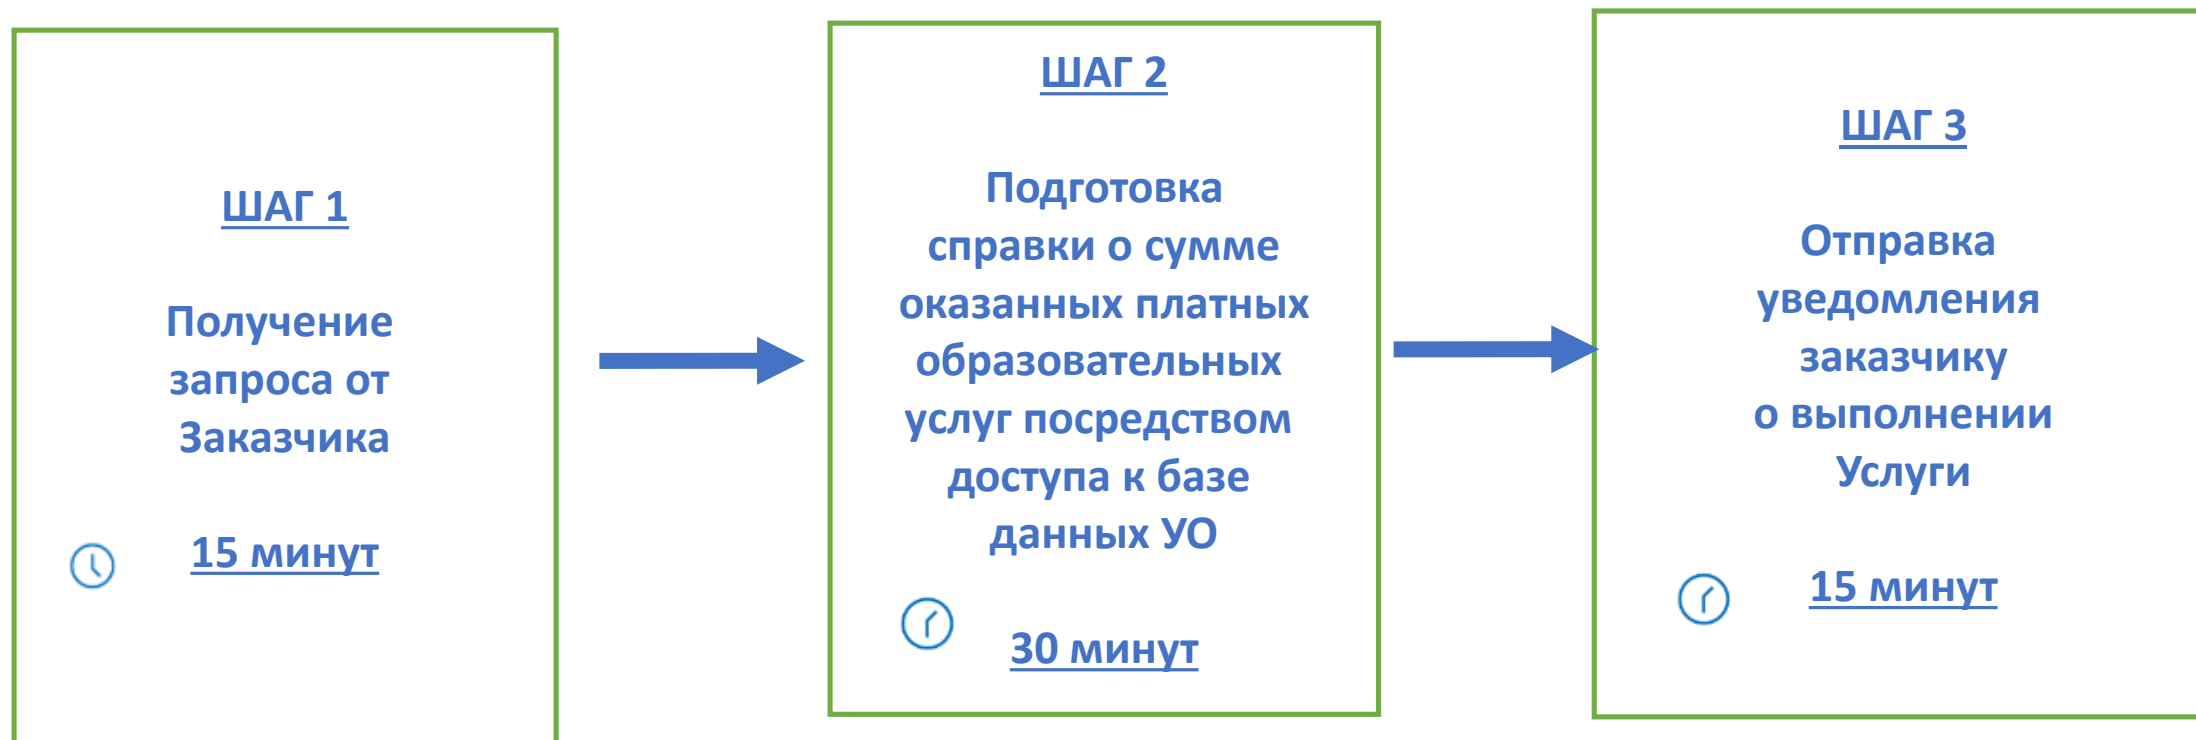 ШАГ 1
Получение
запроса от
Заказчика
15 минут
ШАГ 2
Подготовка
справки о сумме
оказанных платных
образовательных
услуг посредством
доступа к базе
данных УО
30 минут
ШАГ 3
Отправка
уведомления
заказчику
о выполнении
Услуги
15 минут